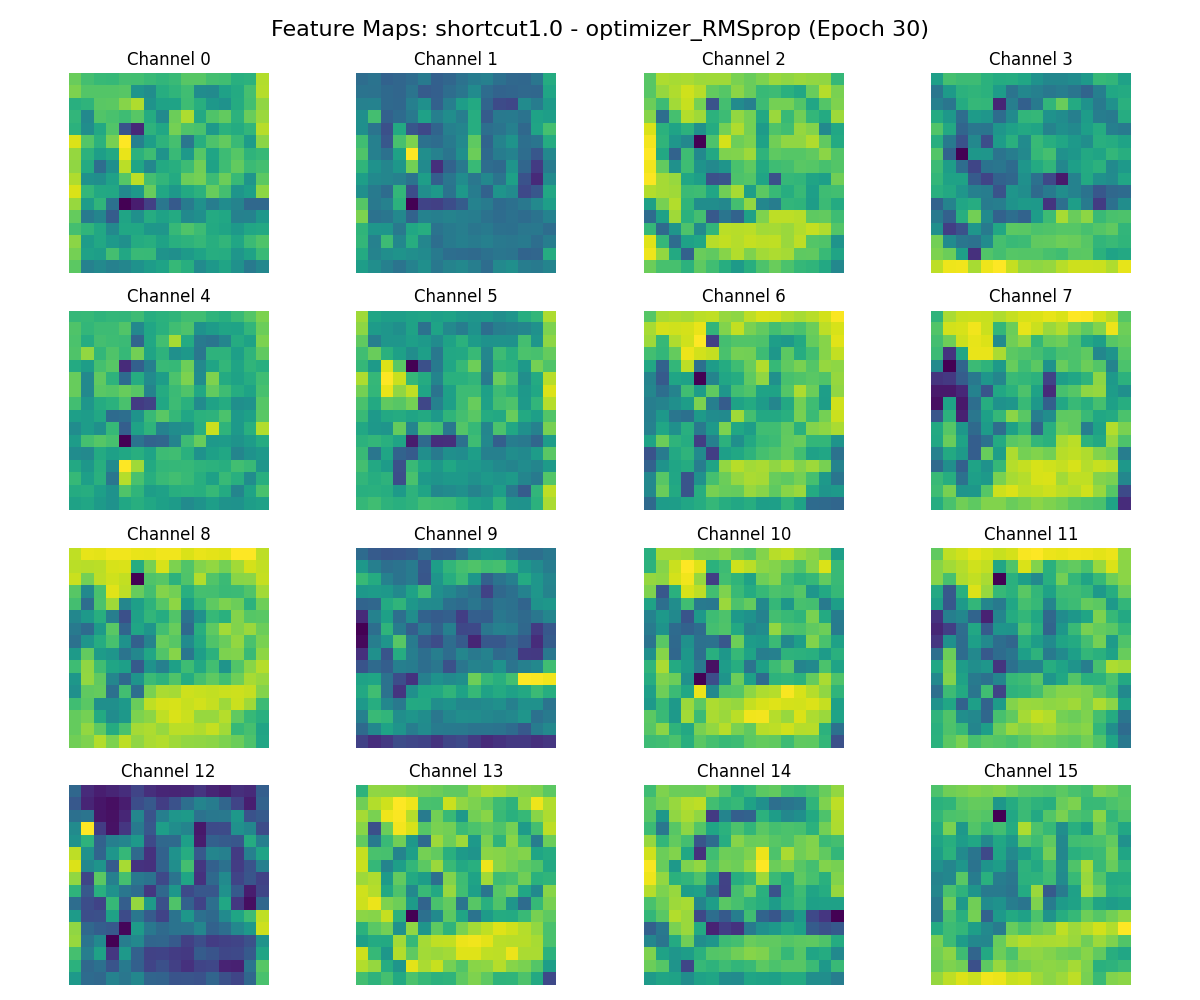 Feature Maps: shortcut1.0 - optimizer_RMSprop (Epoch 30)
Channel 0
Channel 1
Channel 2
Channel 3
Channel 4
Channel 5
Channel 6
Channel 7
Channel 8
Channel 9
Channel 10
Channel 11
Channel 12
Channel 13
Channel 14
Channel 15